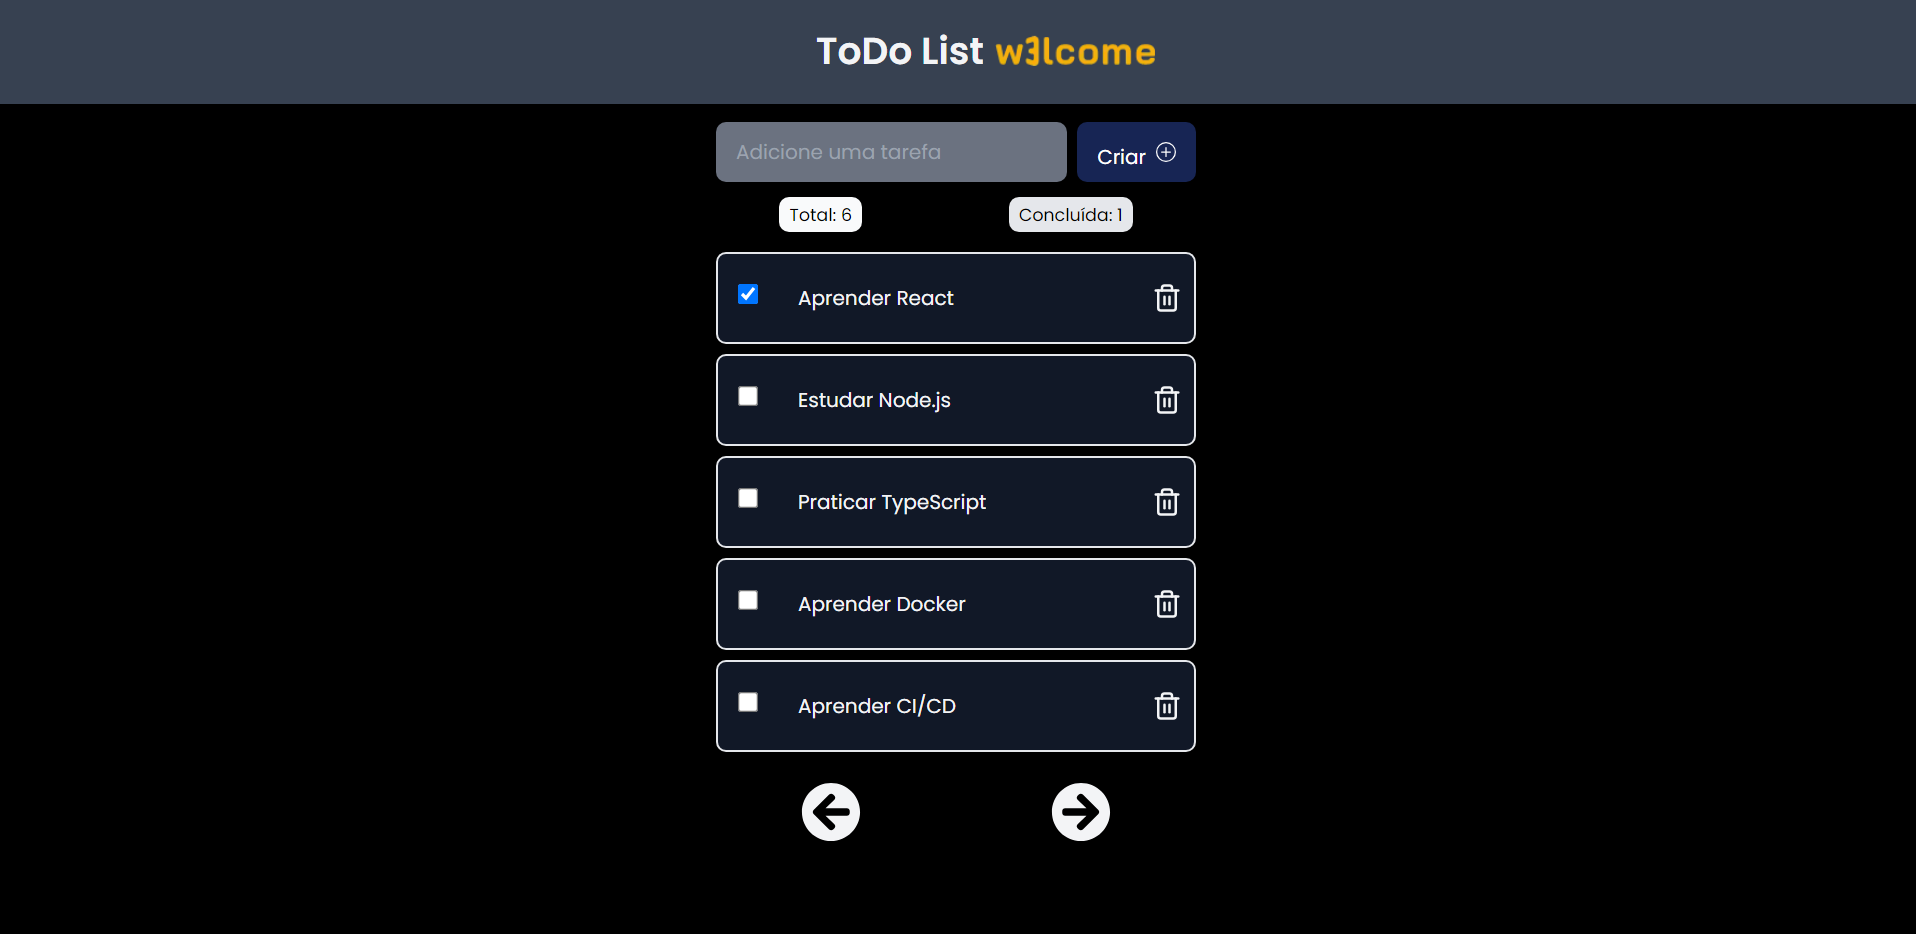 ToDo List w3lcome
Adicione uma tarefa
Criar
Total: 6
Concluída: 1
Aprender React
Estudar Node.js
Praticar TypeScript
Aprender Docker
Aprender CI/CD